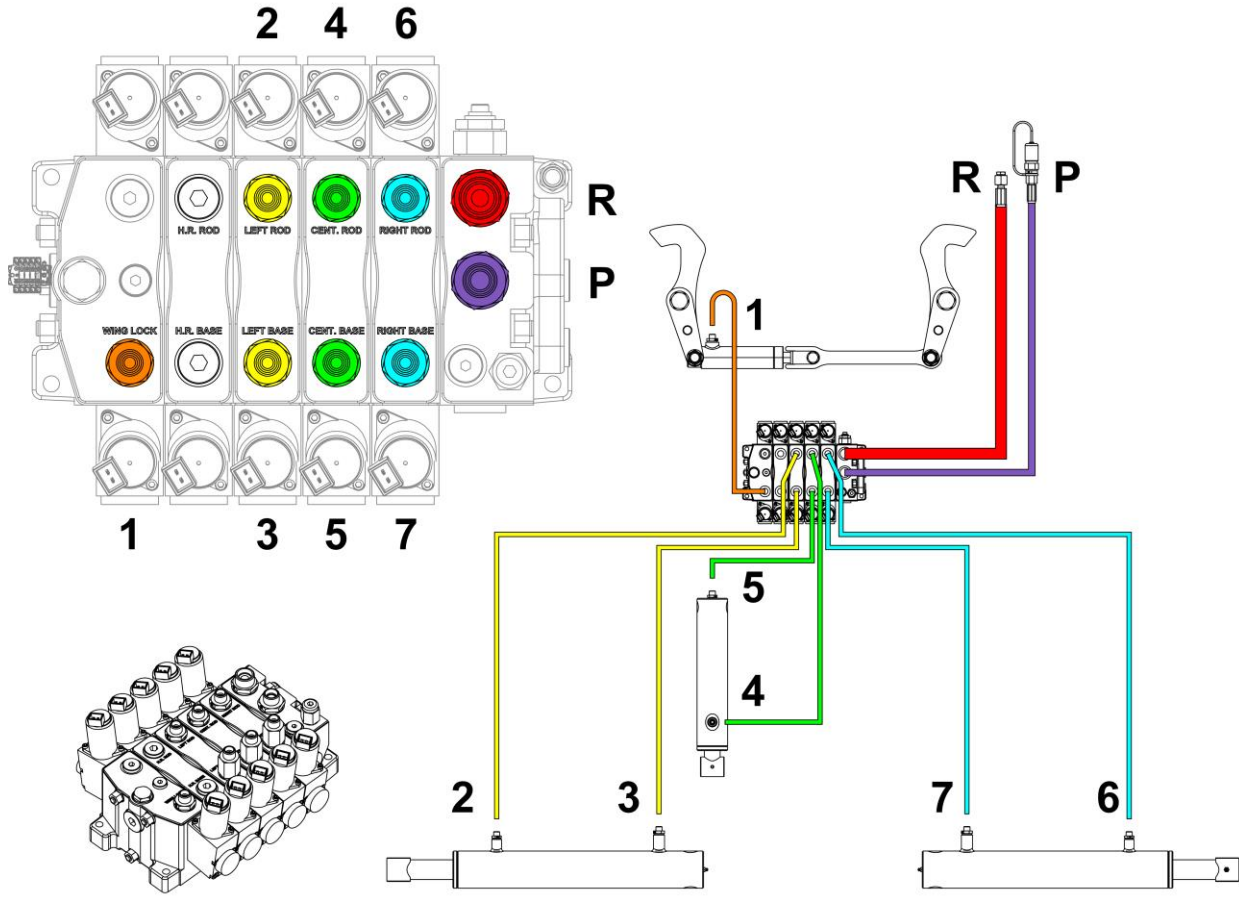 2 4 6
H.R. ROD LEFT ROD CENT. ROD RIGHT ROD
R
P
WING LOCK H.R. BASE LEFT BASE CENT. BASE RIGHT BASE
1 3 5 7
R P
1
5
4
2 3 7 6